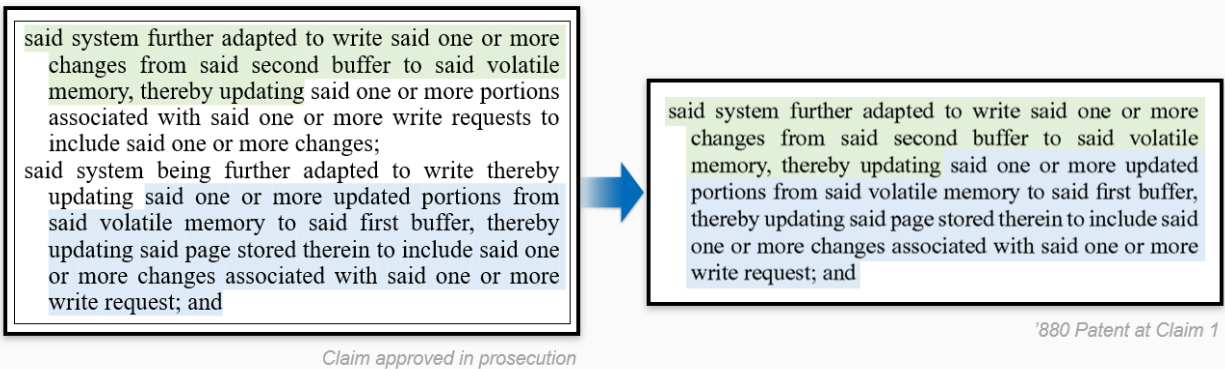 said system further adapted to write said one or more
changes from said second buffer to said volatile
memory, thereby updating said one or more portions
associated with said one or more write requests to
include said one or more changes;
said system being further adapted to write thereby
updating said one or more updated portions from
said volatile memory to said first buffer, thereby
updating said page stored therein to include said one
or more changes associated with said one or more
write request; and
Claim approved in prosecution
said system further adapted to write said one or more
changes from said second buffer to said volatile
memory, thereby updating said one or more updated
portions from said volatile memory to said first buffer,
thereby updating said page stored therein to include said
one or more changes associated with said one or more
write request; and
’880 Patent at Claim 1